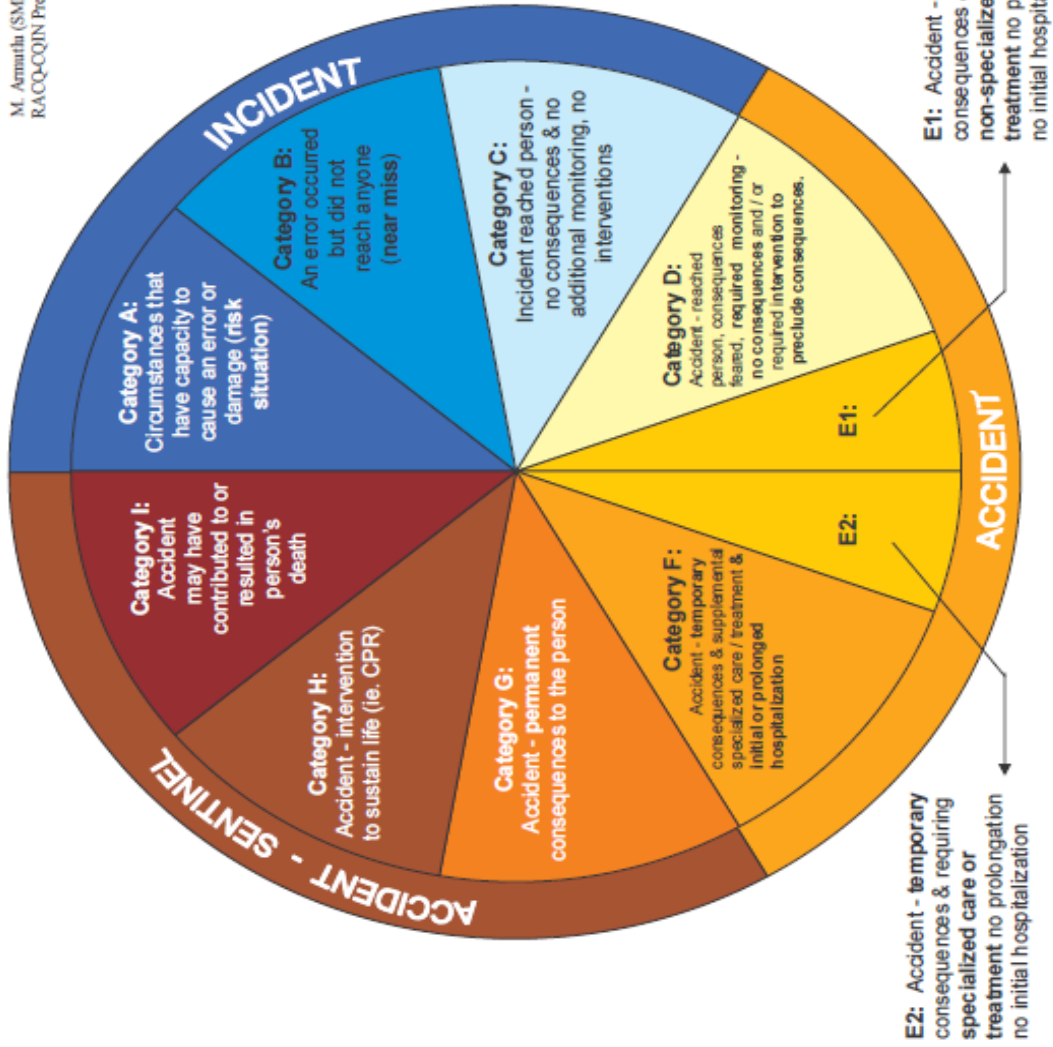 M. Armuthi (SM
RACQ-CQIN Pre
INCIDENT
Category A:
Circumstances that
have capacity to
cause an error or
damage (risk
situation)
Category B:
An error occurred
but did not
reach anyone
(near miss)
Category C:
Incident reached person -
no consequences & no
additional monitoring, no
interventions
Category D:
Accident - reached
person, consequences
feared, required monitoring -
no consequences and / or
required intervention to
preclude consequences.
E1:
E2:
ACCIDENT
Category F:
Accident - temporary
consequences & supplemental
specialized care / treatment &
initial or prolonged
hospitalization
Category G:
Accident - permanent
consequences to the person
Category H:
Accident - intervention
to sustain life (ie. CPR)
Category I:
Accident
may have
contributed to or
resulted in
person's
death
ACCIDENT - SENTINEL
E1: Accident -
consequences
non-specialize
treatment no p
no initial hospita
E2: Accident - temporary
consequences & requiring
specialized care or
treatment no prolongation
no initial hospitalization